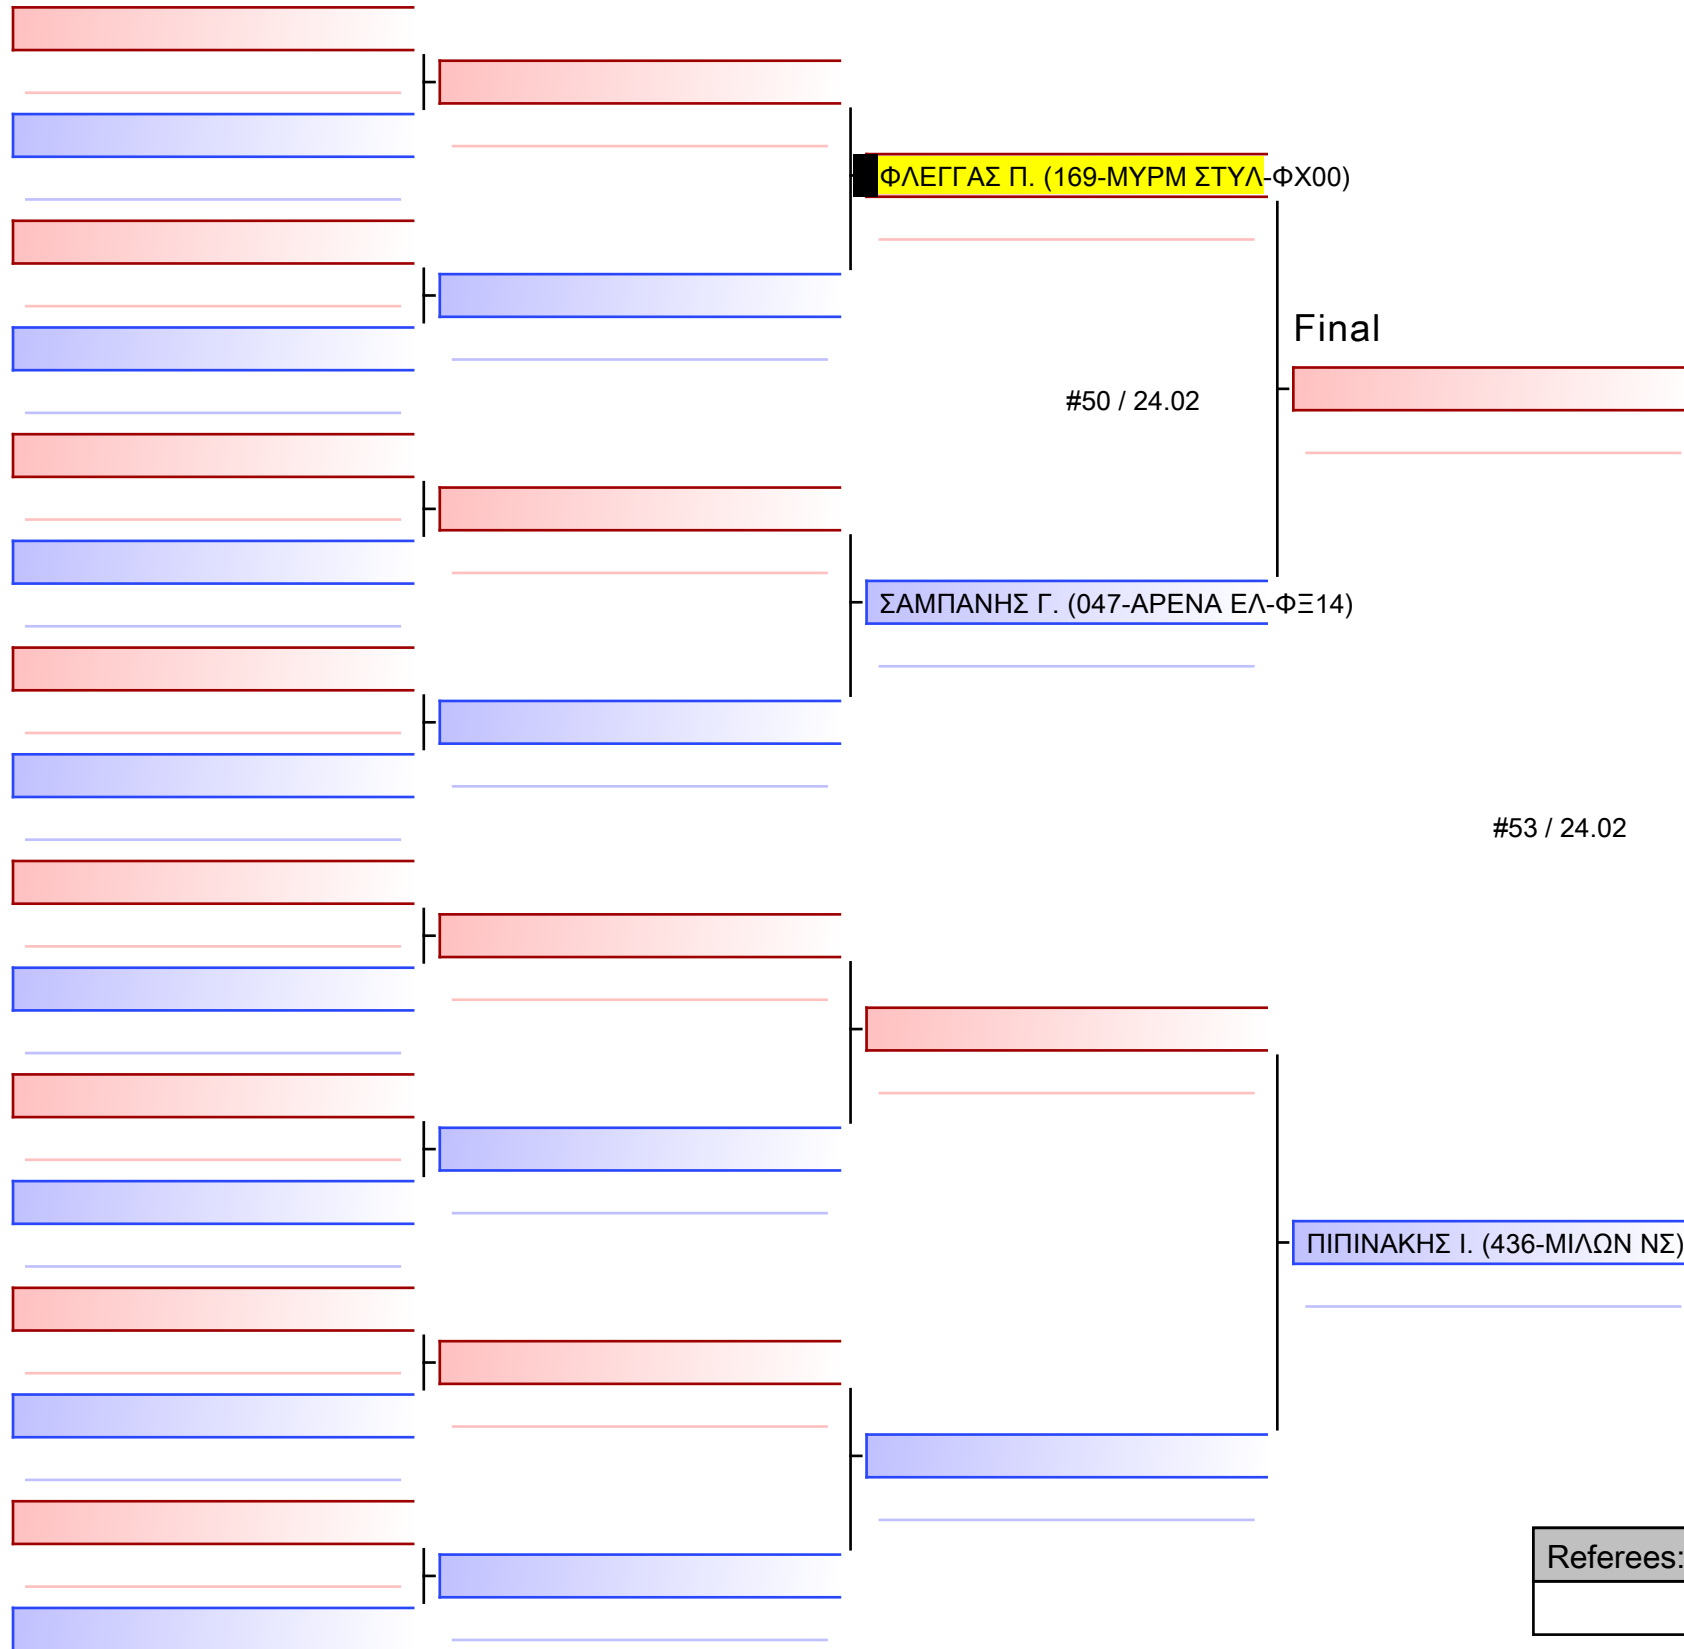 ΦΛΕΓΓΑΣ Π. (169-ΜΥΡΜ ΣΤΥΛ-ΦΧ00)
Final
#50 / 24.02
ΣΑΜΠΑΝΗΣ Γ. (047-ΑΡΕΝΑ ΕΛ-ΦΞ14)
#53 / 24.02
ΠΙΠΙΝΑΚΗΣ Ι. (436-ΜΙΛΩΝ ΝΣ)
Referees: